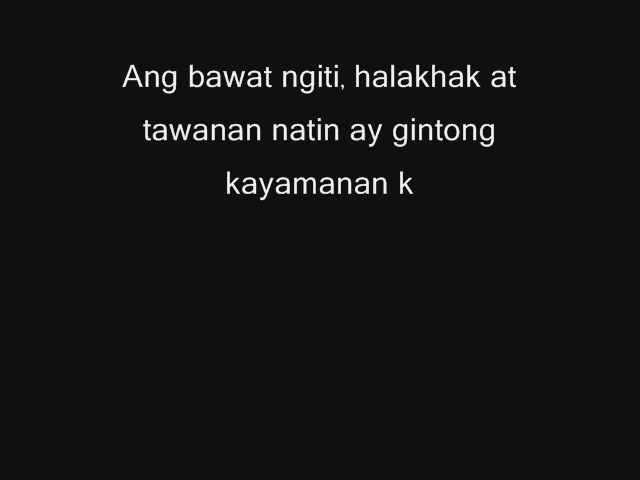 Ang bawat ngiti, halakhak at
tawanan natin ay gintong
kayamanan k